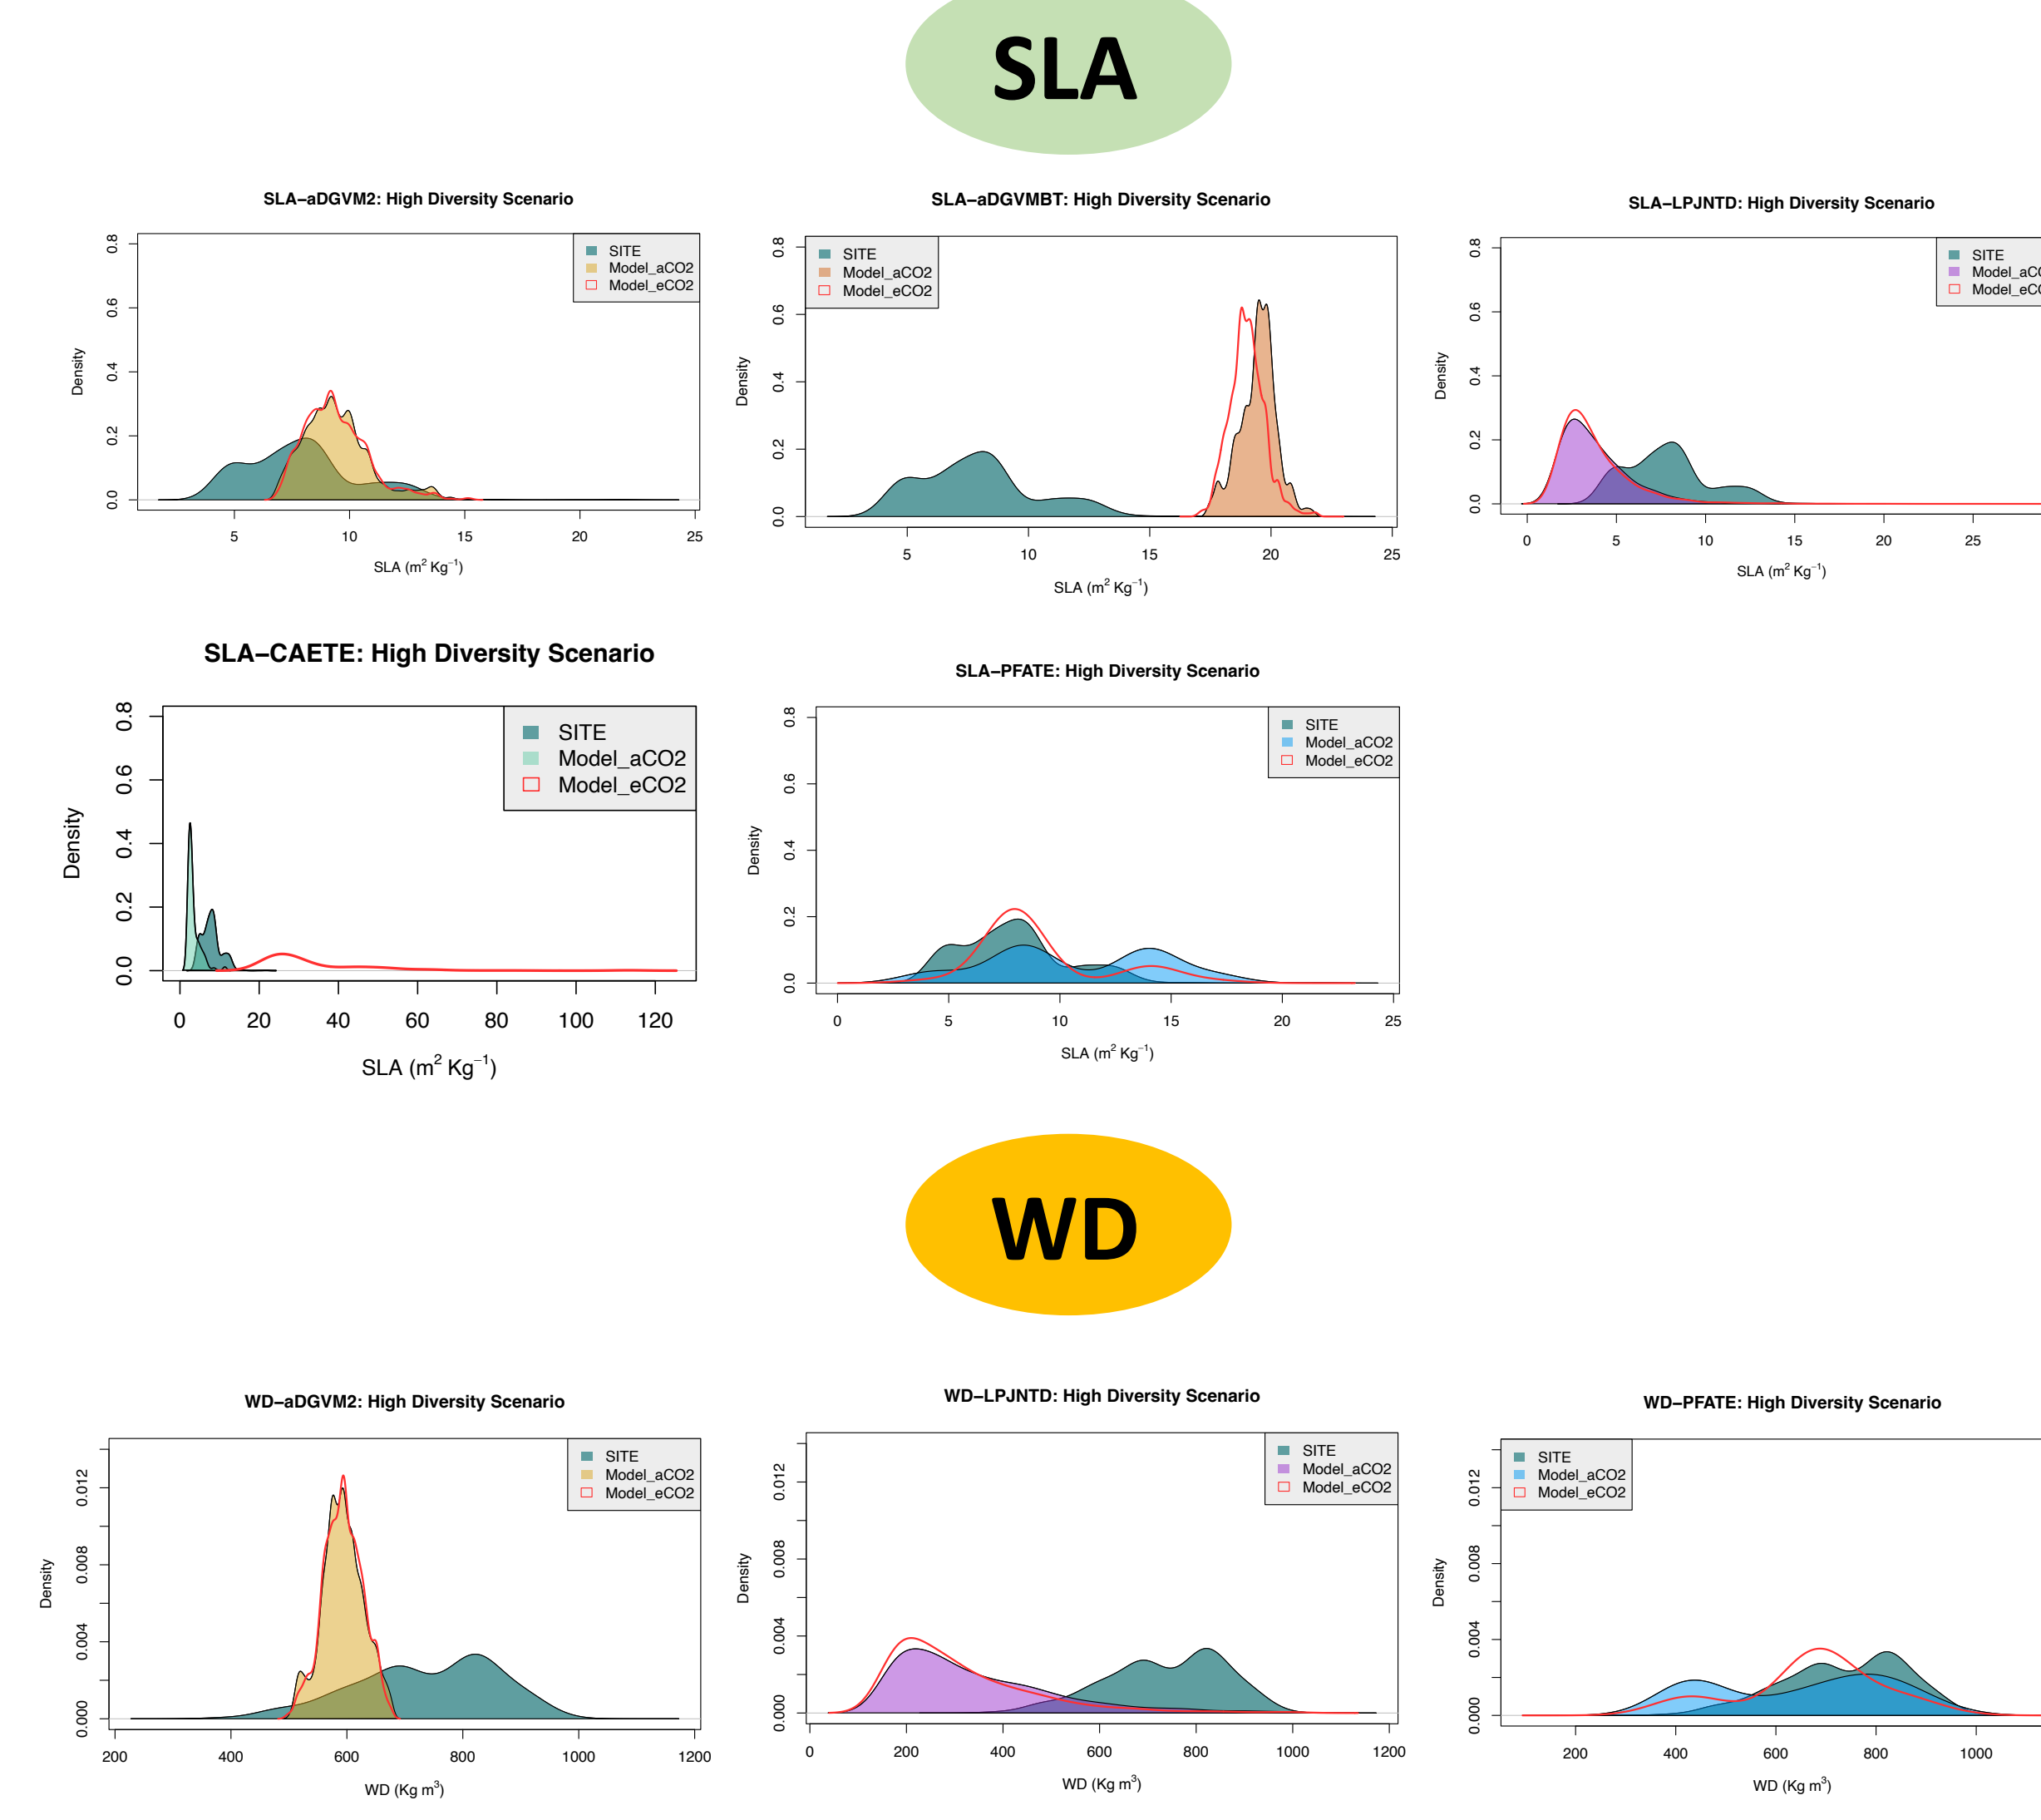 SLA
SLA−aDGVM2: High Diversity Scenario
SITE
Model_aCO2
Model_eCO2
Density
0.0 0.2 0.4 0.6 0.8
5 10 15 20 25
SLA (m² Kg⁻¹)
SLA−aDGVMBT: High Diversity Scenario
SITE
Model_aCO2
Model_eCO2
Density
0.0 0.2 0.4 0.6 0.8
5 10 15 20 25
SLA (m² Kg⁻¹)
SLA−LPJNTD: High Diversity Scenario
SITE
Model_aC
Model_eC
Density
0.0 0.2 0.4 0.6 0.8
0 5 10 15 20 25
SLA (m² Kg⁻¹)
SLA−CAETE: High Diversity Scenario
SITE
Model_aCO2
Model_eCO2
Density
0.0 0.2 0.4 0.6 0.8
0 20 40 60 80 100 120
SLA (m² Kg⁻¹)
SLA−PFATE: High Diversity Scenario
SITE
Model_aCO2
Model_eCO2
Density
0.0 0.2 0.4 0.6 0.8
0 5 10 15 20 25
SLA (m² Kg⁻¹)
WD
WD−aDGVM2: High Diversity Scenario
SITE
Model_aCO2
Model_eCO2
Density
0.000 0.004 0.008 0.012
200 400 600 800 1000 1200
WD (Kg m³)
WD−LPJNTD: High Diversity Scenario
SITE
Model_aCO2
Model_eCO2
Density
0.000 0.004 0.008 0.012
0 200 400 600 800 1000 1200
WD (Kg m³)
WD−PFATE: High Diversity Scenario
SITE
Model_aCO2
Model_eCO2
Density
0.000 0.004 0.008 0.012
200 400 600 800 1000
WD (Kg m³)